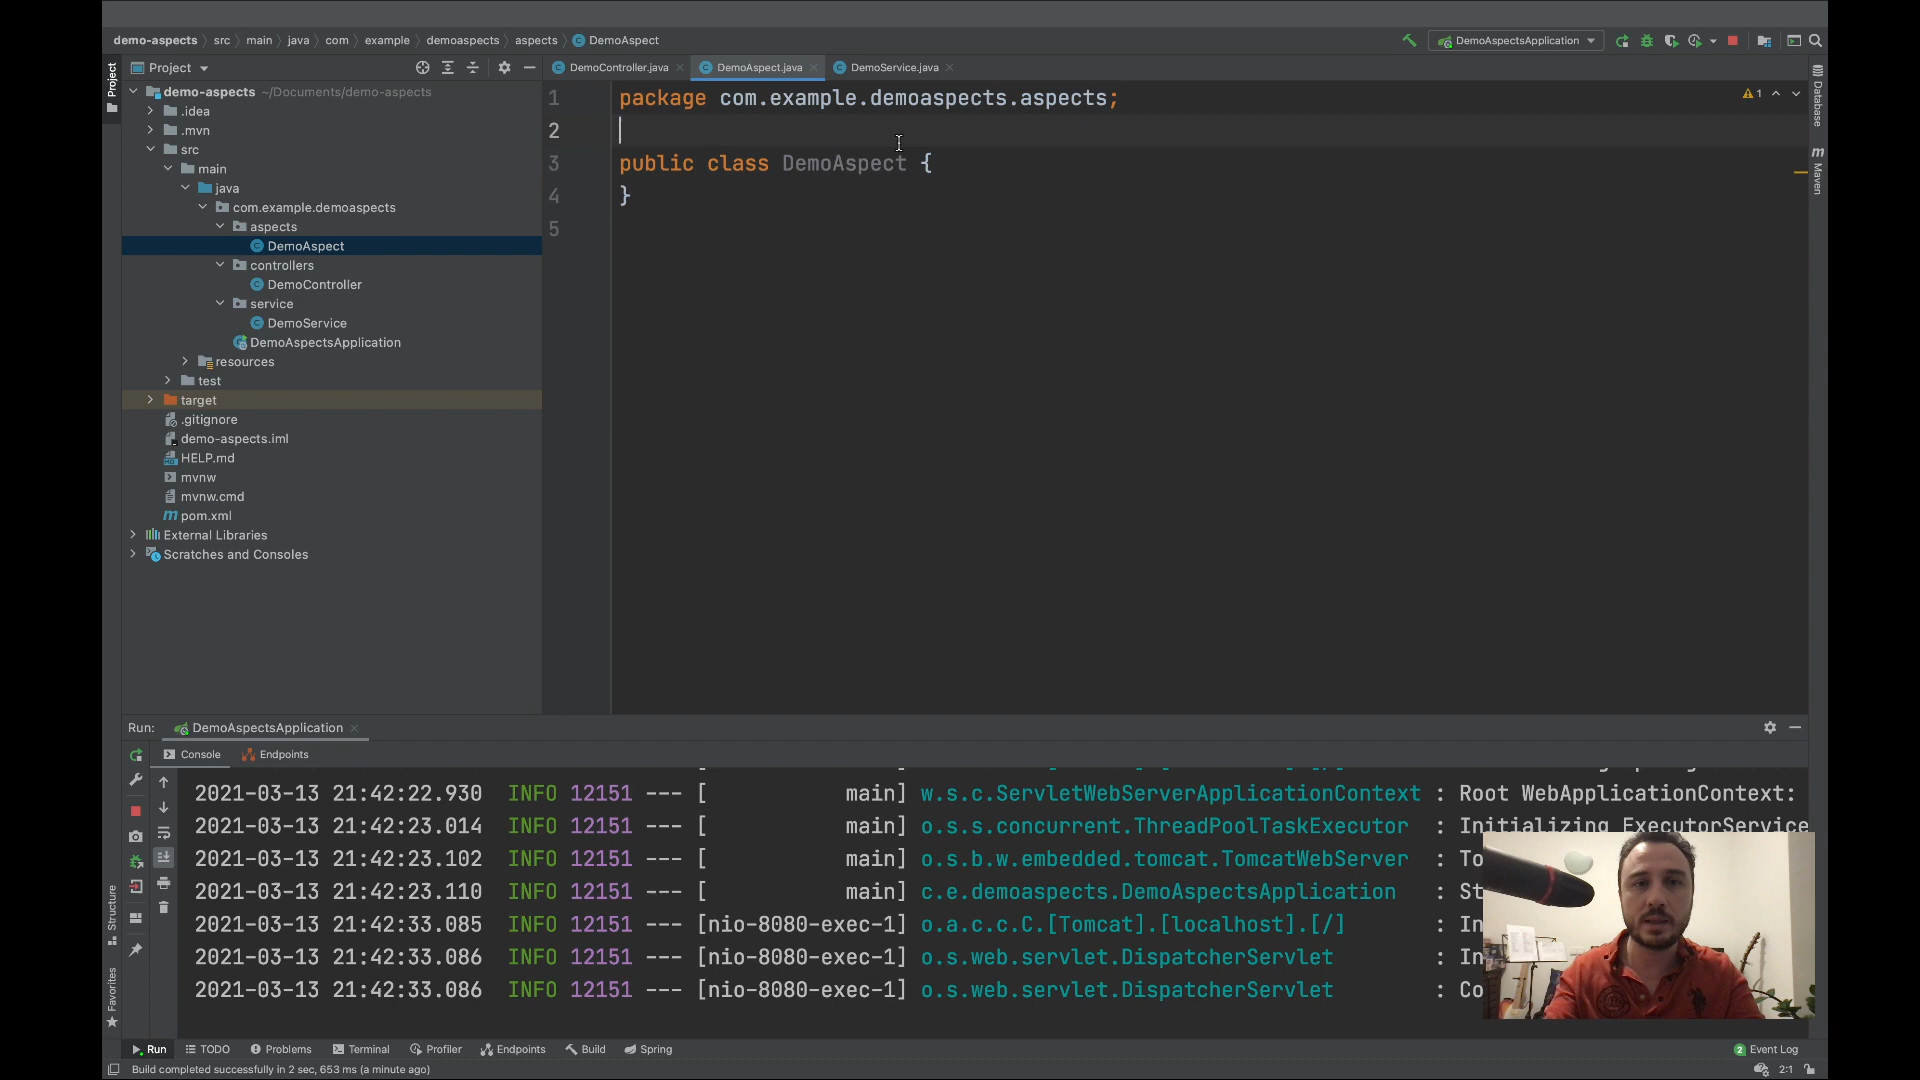 demo-aspects src main java com example demoaspects aspects DemoAspect
DemoAspectsApplication
Project
Project
DemoController.java
DemoAspect.java
DemoService.java
Database
Maven
demo-aspects ~/Documents/demo-aspects
.idea
.mvn
src
main
java
com.example.demoaspects
aspects
DemoAspect
controllers
DemoController
service
DemoService
DemoAspectsApplication
resources
test
target
.gitignore
demo-aspects.iml
HELP.md
mvnw
mvnw.cmd
pom.xml
External Libraries
Scratches and Consoles
1 package com.example.demoaspects.aspects;
2
3 public class DemoAspect {
4 }
5
1
Run: DemoAspectsApplication
Console Endpoints
2021-03-13 21:42:22.930 INFO 12151 --- [ main] w.s.c.ServletWebServerApplicationContext : Root WebApplicationContext:
2021-03-13 21:42:23.014 INFO 12151 --- [ main] o.s.s.concurrent.ThreadPoolTaskExecutor : Initializing ExecutorService
2021-03-13 21:42:23.102 INFO 12151 --- [ main] o.s.b.w.embedded.tomcat.TomcatWebServer : To
2021-03-13 21:42:23.110 INFO 12151 --- [ main] c.e.demoaspects.DemoAspectsApplication : St
2021-03-13 21:42:33.085 INFO 12151 --- [nio-8080-exec-1] o.a.c.c.C.[Tomcat].[localhost].[/] : In
2021-03-13 21:42:33.086 INFO 12151 --- [nio-8080-exec-1] o.s.web.servlet.DispatcherServlet : In
2021-03-13 21:42:33.086 INFO 12151 --- [nio-8080-exec-1] o.s.web.servlet.DispatcherServlet : Co
Structure
Favorites
Run TODO Problems Terminal Profiler Endpoints Build Spring
2 Event Log
Build completed successfully in 2 sec, 653 ms (a minute ago)
2:1